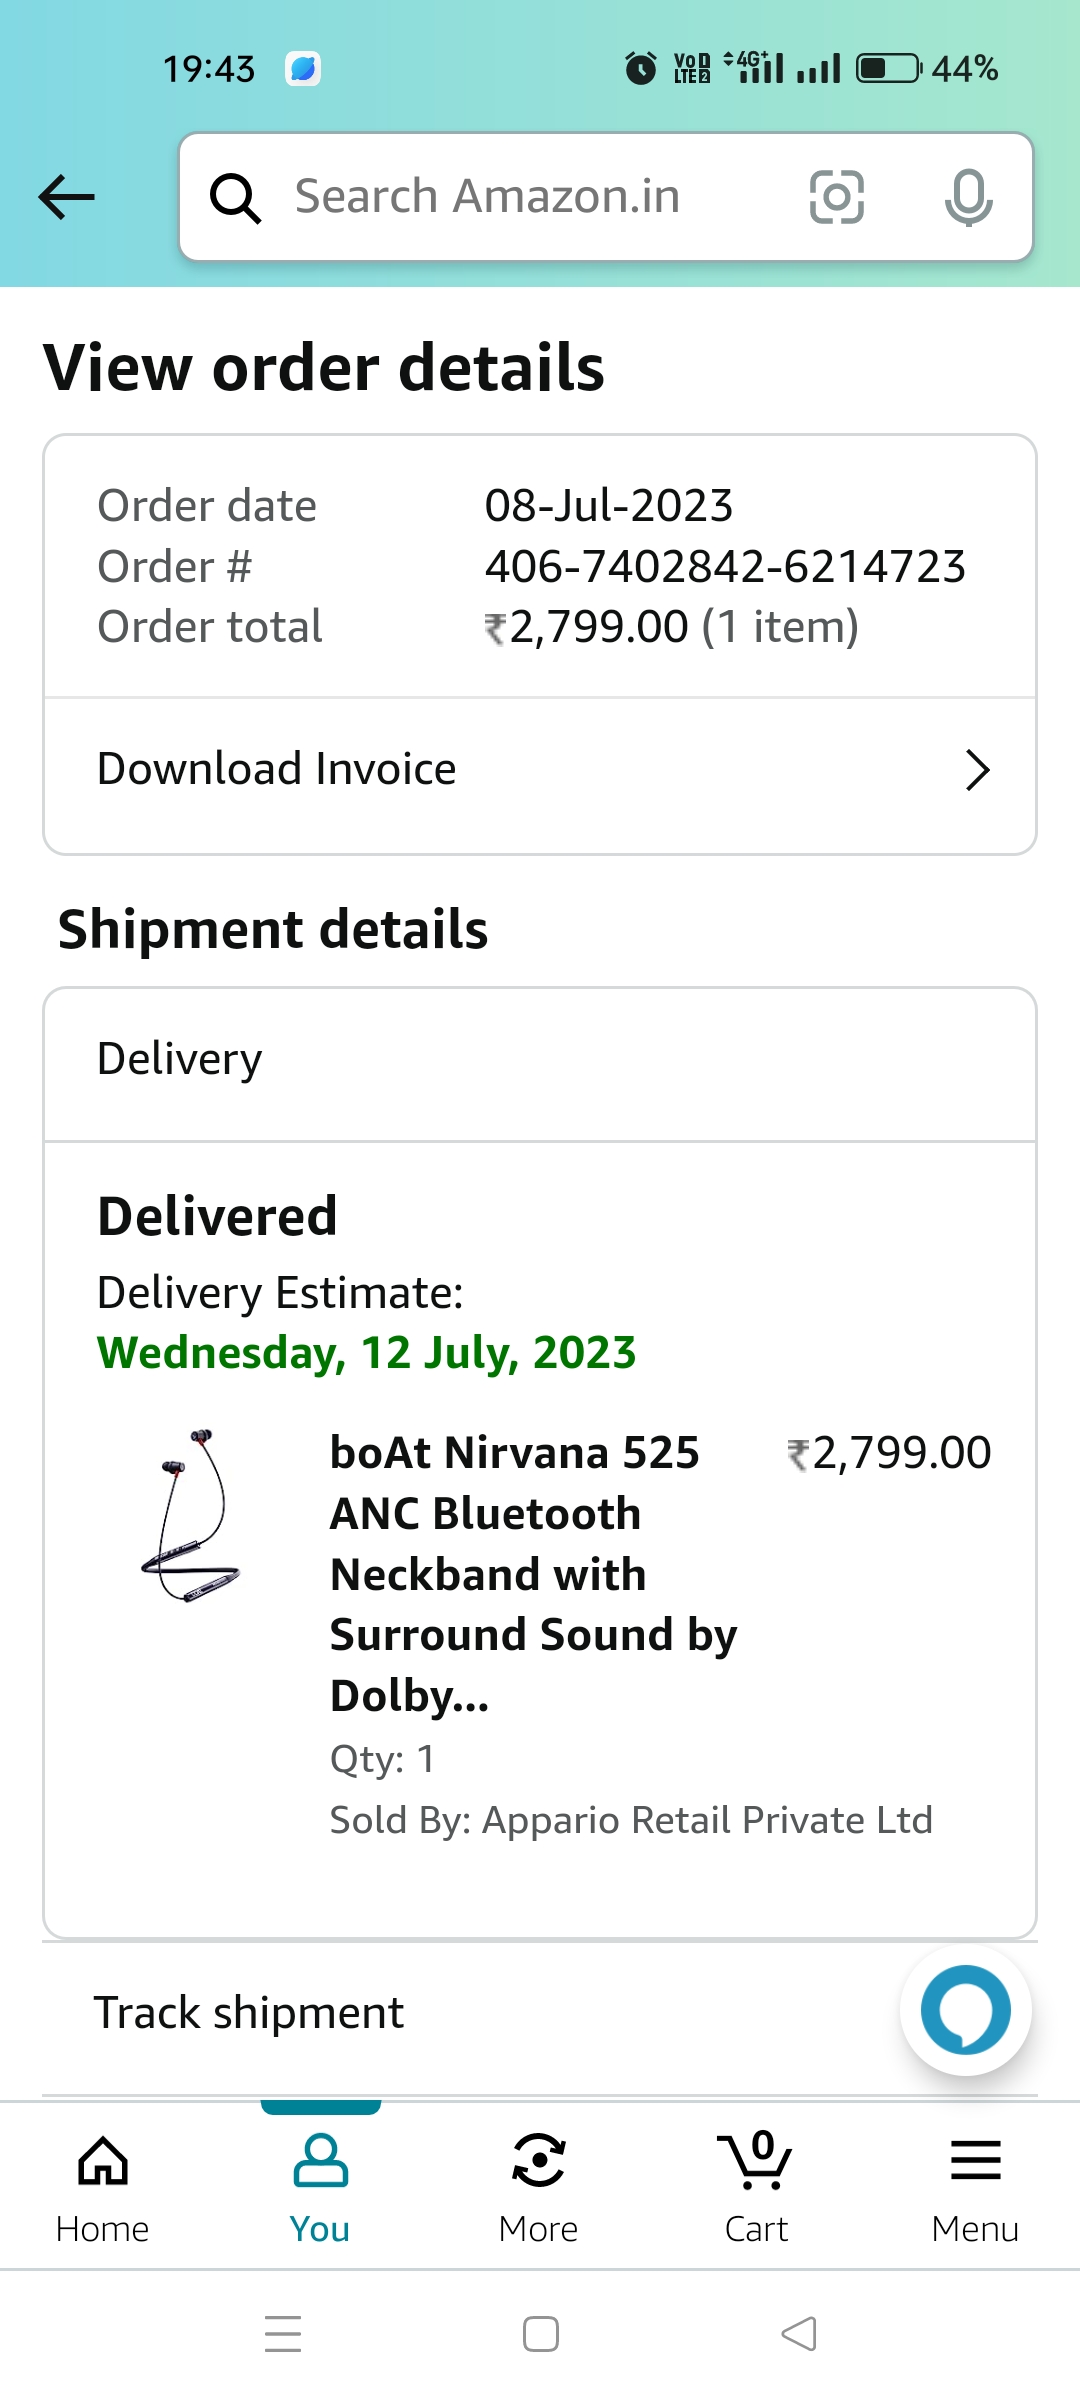 19:43
VoD LTE2 4G+ 44%
Search Amazon.in
View order details
Order date 08-Jul-2023
Order # 406-7402842-6214723
Order total ₹2,799.00 (1 item)
Download Invoice
Shipment details
Delivery
Delivered
Delivery Estimate:
Wednesday, 12 July, 2023
boAt Nirvana 525 ₹2,799.00
ANC Bluetooth
Neckband with
Surround Sound by
Dolby...
Qty: 1
Sold By: Appario Retail Private Ltd
Track shipment
0
Home You More Cart Menu